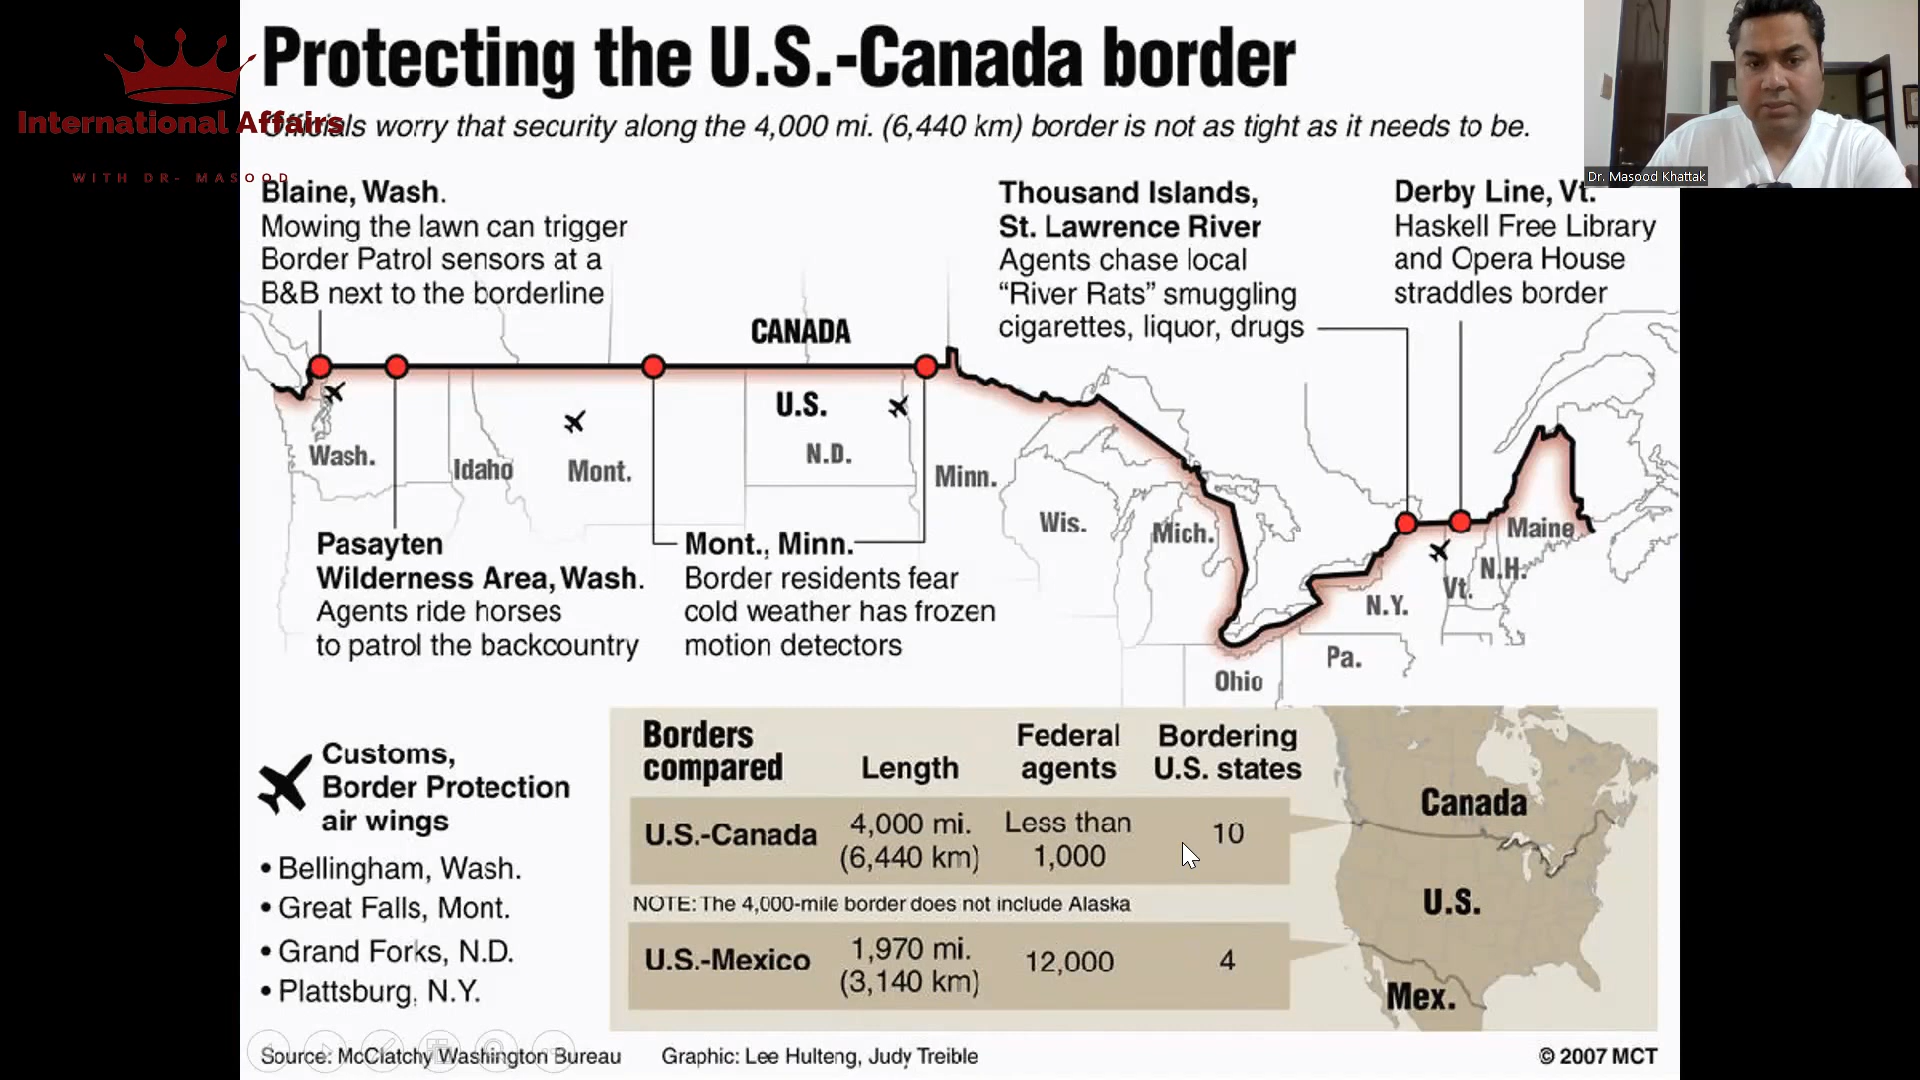 Protecting the U.S.-Canada border
International Affairs
WITH DR- MASOOD
Officials worry that security along the 4,000 mi. (6,440 km) border is not as tight as it needs to be.
Dr. Masood Khattak
Blaine, Wash.
Mowing the lawn can trigger
Border Patrol sensors at a
B&B next to the borderline
Thousand Islands,
St. Lawrence River
Agents chase local
“River Rats” smuggling
cigarettes, liquor, drugs
Derby Line, Vt.
Haskell Free Library
and Opera House
straddles border
CANADA
U.S.
Wash.
Idaho
Mont.
N.D.
Minn.
Wis.
Mich.
Ohio
Pa.
N.Y.
Vt.
N.H.
Maine
Pasayten
Wilderness Area, Wash.
Agents ride horses
to patrol the backcountry
Mont., Minn.
Border residents fear
cold weather has frozen
motion detectors
Customs,
Border Protection
air wings
• Bellingham, Wash.
• Great Falls, Mont.
• Grand Forks, N.D.
• Plattsburg, N.Y.
Borders compared Length Federal agents Bordering U.S. states
U.S.-Canada 4,000 mi. (6,440 km) Less than 1,000 10
NOTE: The 4,000-mile border does not include Alaska
U.S.-Mexico 1,970 mi. (3,140 km) 12,000 4
Canada
U.S.
Mex.
Source: McClatchy Washington Bureau Graphic: Lee Hulteng, Judy Treible © 2007 MCT